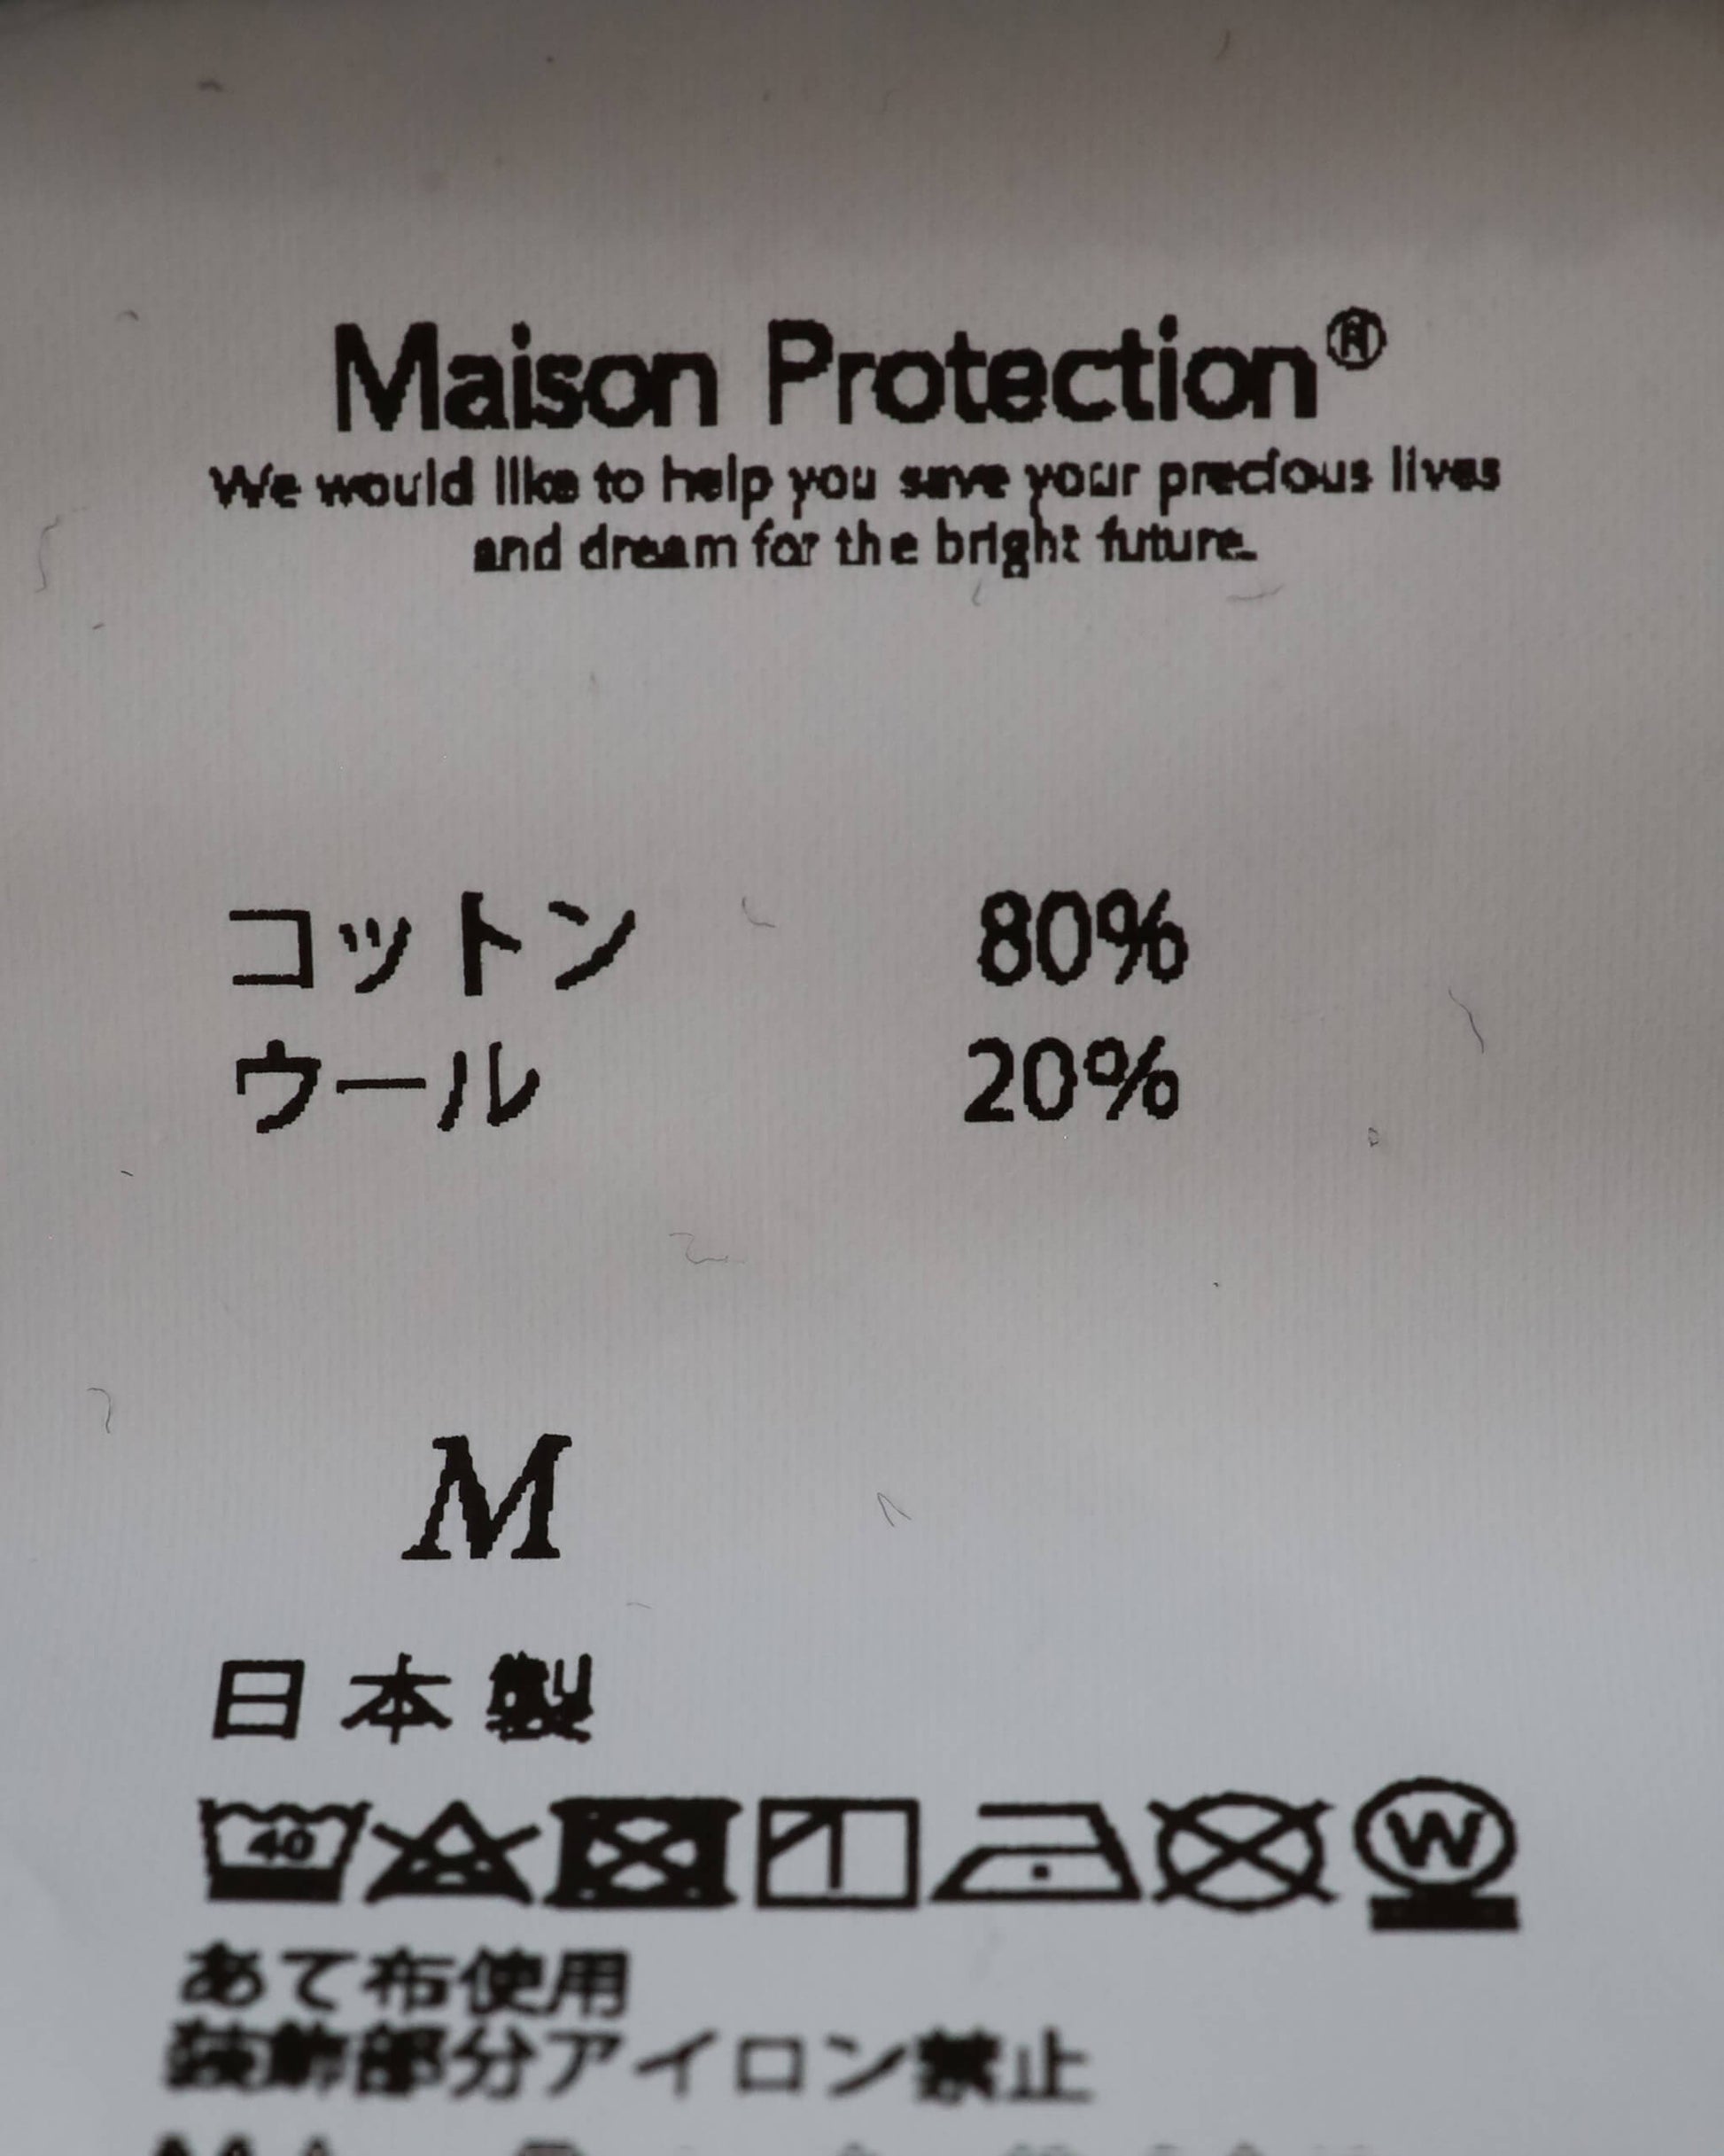 Maison Protection®
We would like to help you save your precious lives
and dream for the bright future.
コットン 80%
ウール 20%
M
日本製
40 W
あて布使用
装飾部分アイロン禁止